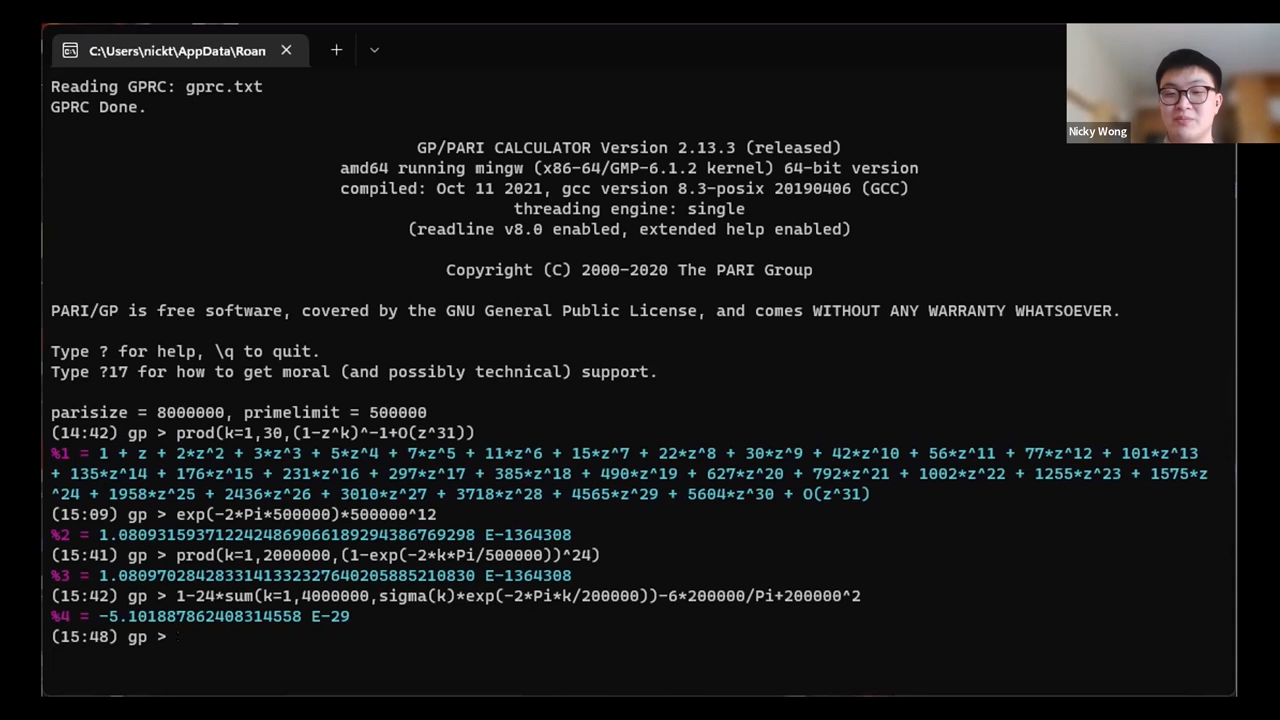 C:\Users\nickt\AppData\Roan
Nicky Wong
Reading GPRC: gprc.txt
GPRC Done.
GP/PARI CALCULATOR Version 2.13.3 (released)
amd64 running mingw (x86-64/GMP-6.1.2 kernel) 64-bit version
compiled: Oct 11 2021, gcc version 8.3-posix 20190406 (GCC)
threading engine: single
(readline v8.0 enabled, extended help enabled)
Copyright (C) 2000-2020 The PARI Group
PARI/GP is free software, covered by the GNU General Public License, and comes WITHOUT ANY WARRANTY WHATSOEVER.
Type ? for help, \q to quit.
Type ?17 for how to get moral (and possibly technical) support.
parisize = 8000000, primelimit = 500000
(14:42) gp > prod(k=1,30,(1-z^k)^-1+O(z^31))
%1 = 1 + z + 2*z^2 + 3*z^3 + 5*z^4 + 7*z^5 + 11*z^6 + 15*z^7 + 22*z^8 + 30*z^9 + 42*z^10 + 56*z^11 + 77*z^12 + 101*z^13
+ 135*z^14 + 176*z^15 + 231*z^16 + 297*z^17 + 385*z^18 + 490*z^19 + 627*z^20 + 792*z^21 + 1002*z^22 + 1255*z^23 + 1575*z
^24 + 1958*z^25 + 2436*z^26 + 3010*z^27 + 3718*z^28 + 4565*z^29 + 5604*z^30 + O(z^31)
(15:09) gp > exp(-2*Pi*500000)*500000^12
%2 = 1.0809315937122424869066189294386769298 E-1364308
(15:41) gp > prod(k=1,2000000,(1-exp(-2*k*Pi/500000))^24)
%3 = 1.0809702842833141332327640205885210830 E-1364308
(15:42) gp > 1-24*sum(k=1,4000000,sigma(k)*exp(-2*Pi*k/200000))-6*200000/Pi+200000^2
%4 = -5.101887862408314558 E-29
(15:48) gp >